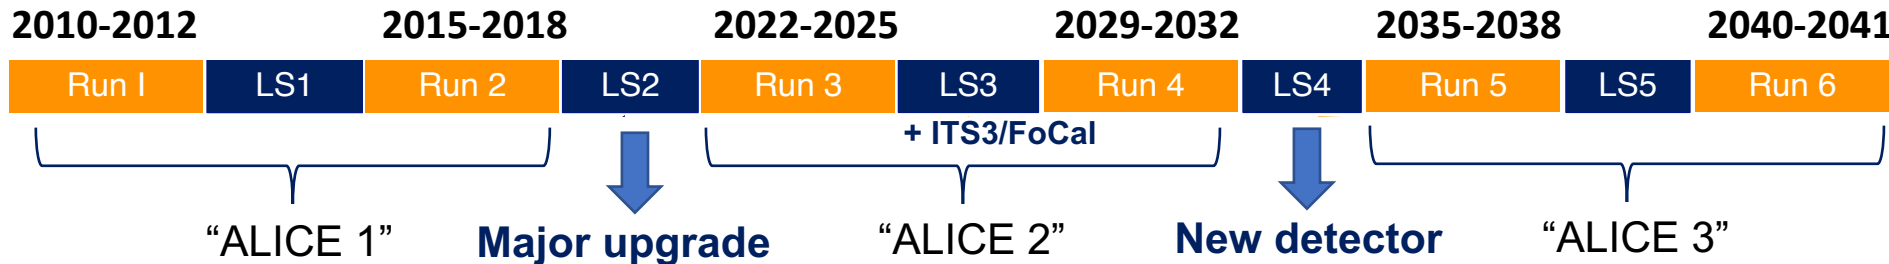 2010-2012 2015-2018 2022-2025 2029-2032 2035-2038 2040-2041
Run I LS1 Run 2 LS2 Run 3 LS3 Run 4 LS4 Run 5 LS5 Run 6
+ ITS3/FoCal
“ALICE 1” Major upgrade “ALICE 2” New detector “ALICE 3”